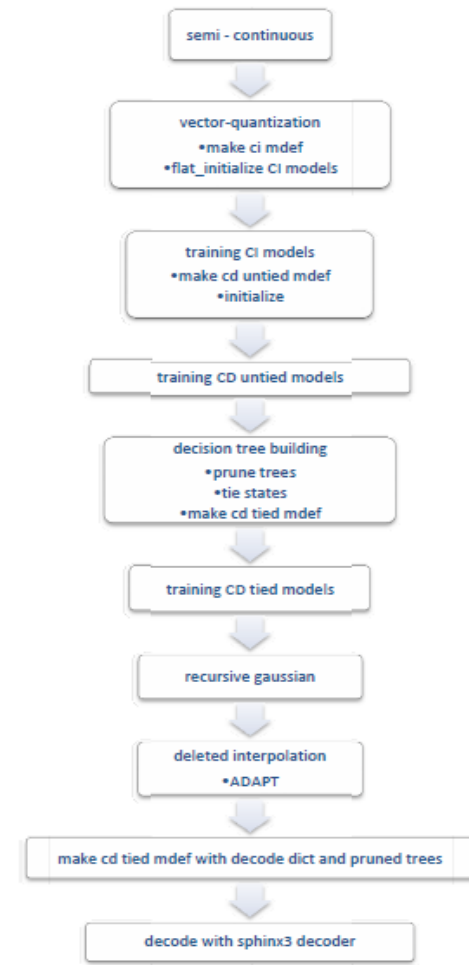 semi - continuous
vector-quantization
•make ci mdef
•flat_initialize CI models
training CI models
•make cd untied mdef
•initialize
training CD untied models
decision tree building
•prune trees
•tie states
•make cd tied mdef
training CD tied models
recursive gaussian
deleted interpolation
•ADAPT
make cd tied mdef with decode dict and pruned trees
decode with sphinx3 decoder